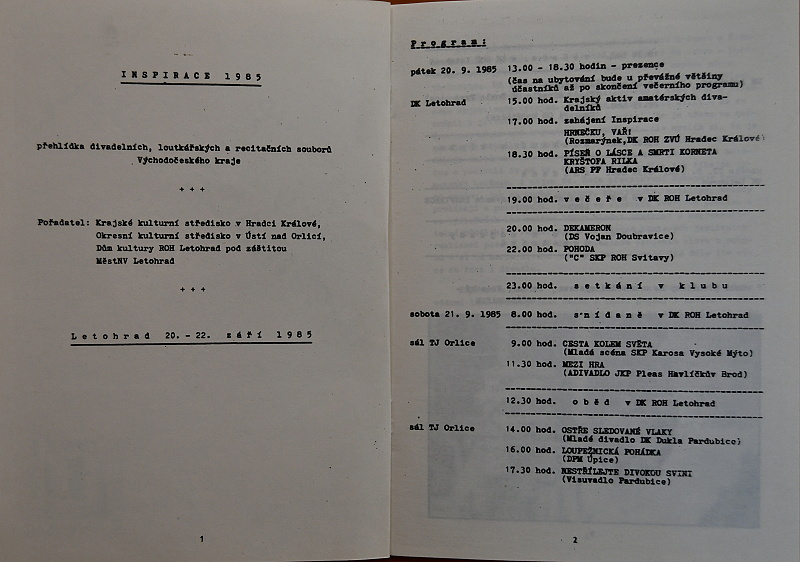 INSPIRACE 1985
přehlídka divadelních, loutkářských a recitačních souborů
Východočeského kraje
+ + +
Pořadatel: Krajské kulturní středisko v Hradci Králové,
Okresní kulturní středisko v Ústí nad Orlicí,
Dům kultury ROH Letohrad pod záštitou
MěstNV Letohrad
+ + +
Letohrad 20.- 22. září 1985
1
Program:
pátek 20. 9. 1985 13.00 - 18.30 hodin - presence
(čas na ubytování bude u převážné většiny
účastníků až po skončení večerního programu)
DK Letohrad 15.00 hod. Krajský aktiv amatérských diva-
delníků
17.00 hod. zahájení Inspirace
HRNEČKU, VAŘ!
(Rozmarýnek,DK ROH ZVÚ Hradec Králové)
18.30 hod. PÍSEŇ O LÁSCE A SMRTI KORNETA
KRYŠTOFA RILKA
(ARS PF Hradec Králové)
19.00 hod. večeře v DK ROH Letohrad
20.00 hod. DEKAMERON
(DS Vojan Doubravice)
22.00 hod. POHODA
("C" SKP ROH Svitavy)
23.00 hod. setkání v klubu
sobota 21. 9. 1985 8.00 hod. snídaně v DK ROH Letohrad
sál TJ Orlice 9.00 hod. CESTA KOLEM SVĚTA
(Mladá scéna SKP Karosa Vysoké Mýto)
11.30 hod. MEZI HRA
(ADIVADLO JKP Pleas Havlíčkův Brod)
12.30 hod. oběd v DK ROH Letohrad
sál TJ Orlice 14.00 hod. OSTŘE SLEDOVANÉ VLAKY
(Mladé divadlo DK Dukla Pardubice)
16.00 hod. LOUPEŽNICKÁ POHÁDKA
(DPM Úpice)
17.30 hod. NESTŘÍLEJTE DIVOKOU SVINI
(Visuvadlo Pardubice)
2